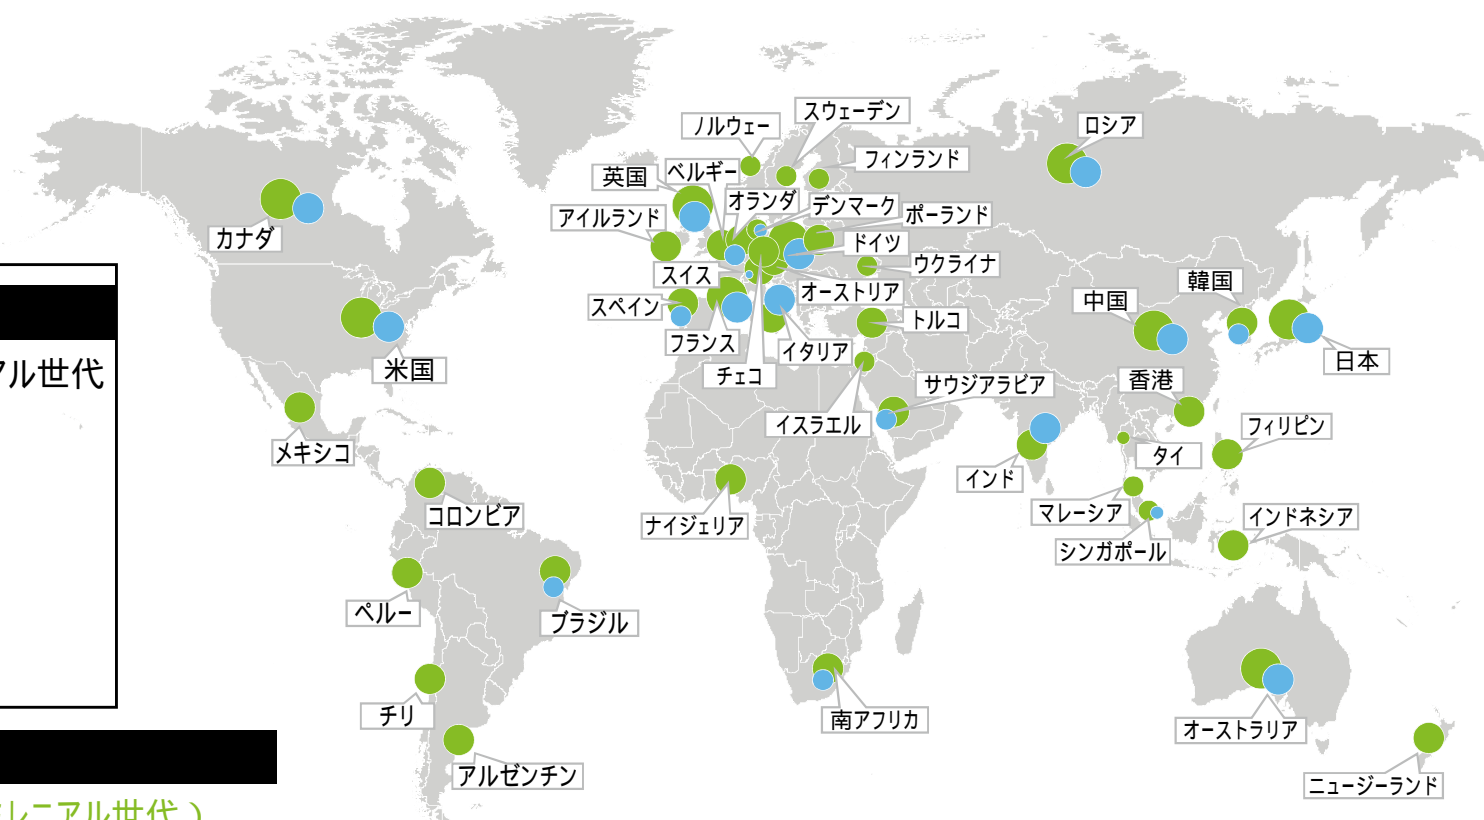 スウェーデン
ノルウェー
ロシア
フィンランド
英国
ベルギー
オランダ
デンマーク
アイルランド
ポーランド
カナダ
ドイツ
ウクライナ
スイス
韓国
オーストリア
中国
スペイン
トルコ
フランス
イタリア
日本
米国
チェコ
香港
アル世代
サウジアラビア
イスラエル
フィリピン
メキシコ
タイ
インド
コロンビア
ナイジェリア
マレーシア
インドネシア
シンガポール
ペルー
ブラジル
チリ
南アフリカ
オーストラリア
アルゼンチン
ニュージーランド
ミレニアル世代)